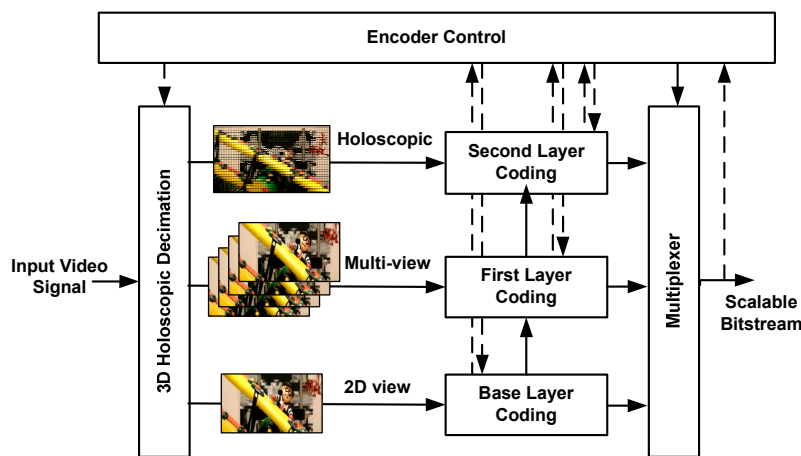 Encoder Control
Holoscopic
Second Layer
Coding
3D Holoscopic Decimation
Multi-view
Input Video
Signal
First Layer
Coding
Multiplexer
Scalable
Bitstream
2D view
Base Layer
Coding